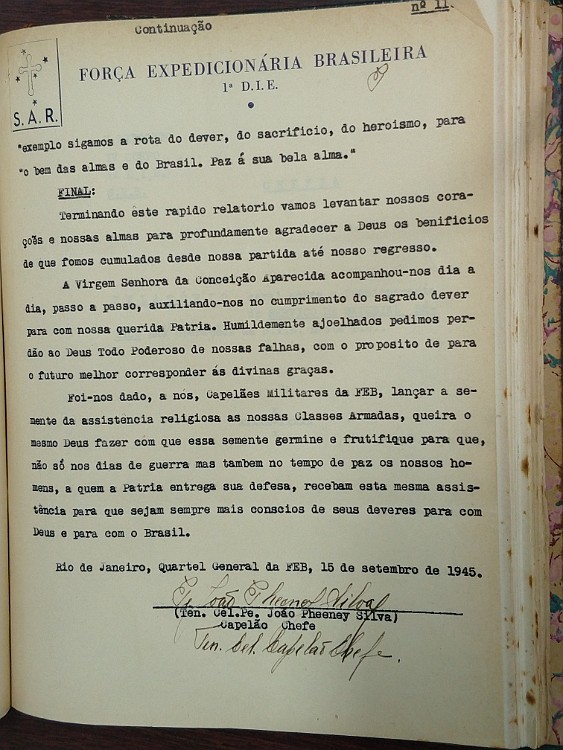 Continuação
nº 11.
S.A.R.
FORÇA EXPEDICIONÁRIA BRASILEIRA
1ª D.I.E.
"exemplo sigamos a rota do dever, do sacrificio, do heroismo, para
"o bem das almas e do Brasil. Paz á sua bela alma."
FINAL:
Terminando êste rapido relatorio vamos levantar nossos cora-
çoãs e nossas almas para profundamente agradecer a Deus os benificios
de que fomos cumulados desde nossa partida até nosso regresso.
A Virgem Senhora da Conceição Aparecida acompanhou-nos dia a
dia, passo a passo, auxiliando-nos no cumprimento do sagrado dever
para com nossa querida Patria. Humildemente ajoelhados pedimos per-
dão ao Deus Todo Poderoso de nossas falhas, com o proposito de para
o futuro melhor corresponder ás divinas graças.
Foi-nos dado, a nós, Capelães Militares da FEB, lançar a se-
mente da assistência religiosa as nossas Classes Armadas, queira o
mesmo Deus fazer com que essa semente germine e frutifique para que,
não só nos dias de guerra mas tambem no tempo de paz os nossos ho-
mens, a quem a Patria entrega sua defesa, recebam esta mesma assis-
tência para que sejam sempre mais conscios de seus deveres para com
Deus e para com o Brasil.
Rio de Janeiro, Quartel General da FEB, 15 de setembro de 1945.
Pe. João Pheeney Silva
(Ten. Cel.Pe. João Pheeney Silva)
Capelão Chefe
Ten. Cel. Capelão Chefe.